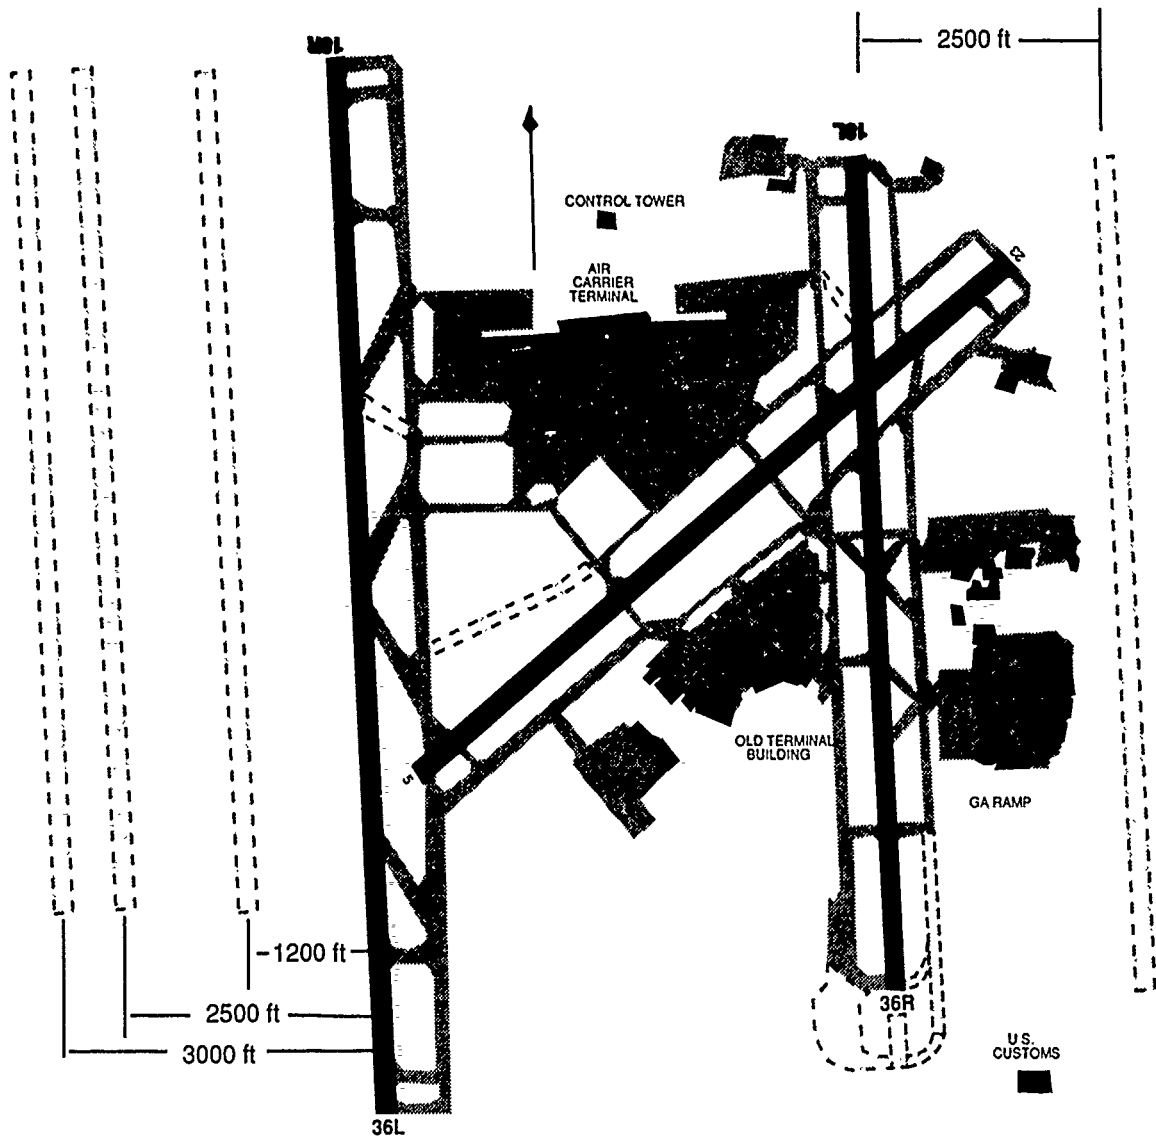 18R
2500 ft
18L
CONTROL TOWER
23
AIR
CARRIER
TERMINAL
5
OLD TERMINAL
BUILDING
GA RAMP
1200 ft
36R
2500 ft
3000 ft
U.S.
CUSTOMS
36L